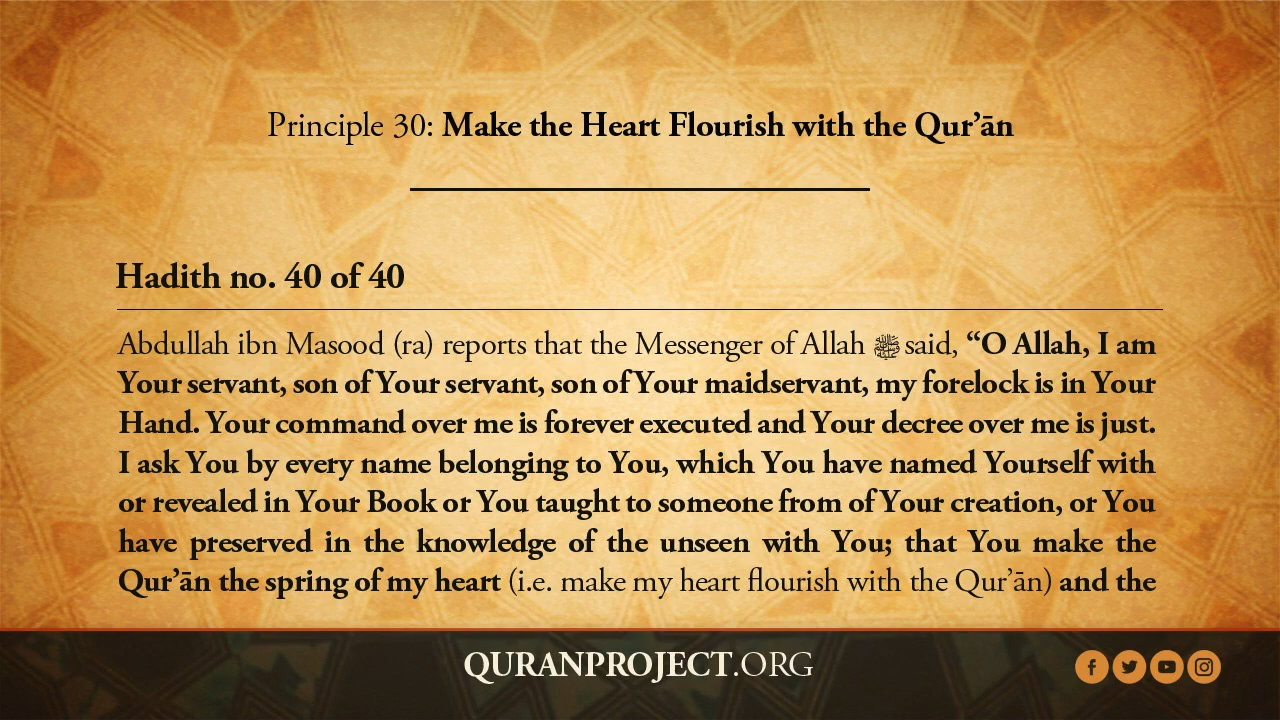 Principle 30: Make the Heart Flourish with the Qur’ān
Hadith no. 40 of 40
Abdullah ibn Masood (ra) reports that the Messenger of Allah ﷺ said, “O Allah, I am
Your servant, son of Your servant, son of Your maidservant, my forelock is in Your
Hand. Your command over me is forever executed and Your decree over me is just.
I ask You by every name belonging to You, which You have named Yourself with
or revealed in Your Book or You taught to someone from of Your creation, or You
have preserved in the knowledge of the unseen with You; that You make the
Qur’ān the spring of my heart (i.e. make my heart flourish with the Qur’ān) and the
QURANPROJECT.ORG